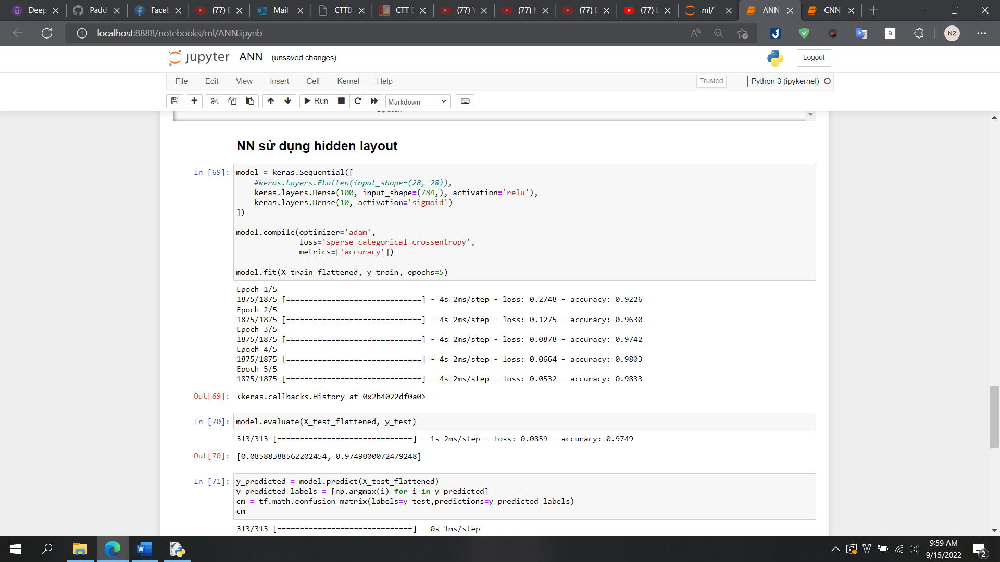 Deep
Padd
Faceb
(77) E
Mail -
CTTB
CTT Đ
(77) Y
(77) M
(77) E
(77) L
ml/
ANN
CNN
localhost:8888/notebooks/ml/ANN.ipynb
N2
jupyter ANN (unsaved changes)
Logout
File Edit View Insert Cell Kernel Help
Trusted
Python 3 (ipykernel)
Run
Markdown
NN sử dụng hidden layout
In [69]: model = keras.Sequential([
#keras.layers.Flatten(input_shape=(28, 28)),
keras.layers.Dense(100, input_shape=(784,), activation='relu'),
keras.layers.Dense(10, activation='sigmoid')
])
model.compile(optimizer='adam',
loss='sparse_categorical_crossentropy',
metrics=['accuracy'])
model.fit(X_train_flattened, y_train, epochs=5)
Epoch 1/5
1875/1875 [==============================] - 4s 2ms/step - loss: 0.2748 - accuracy: 0.9226
Epoch 2/5
1875/1875 [==============================] - 4s 2ms/step - loss: 0.1275 - accuracy: 0.9630
Epoch 3/5
1875/1875 [==============================] - 4s 2ms/step - loss: 0.0878 - accuracy: 0.9742
Epoch 4/5
1875/1875 [==============================] - 4s 2ms/step - loss: 0.0664 - accuracy: 0.9803
Epoch 5/5
1875/1875 [==============================] - 4s 2ms/step - loss: 0.0532 - accuracy: 0.9833
Out[69]: <keras.callbacks.History at 0x2b4022df0a0>
In [70]: model.evaluate(X_test_flattened, y_test)
313/313 [==============================] - 1s 2ms/step - loss: 0.0859 - accuracy: 0.9749
Out[70]: [0.08588388562202454, 0.9749000072479248]
In [71]: y_predicted = model.predict(X_test_flattened)
y_predicted_labels = [np.argmax(i) for i in y_predicted]
cm = tf.math.confusion_matrix(labels=y_test,predictions=y_predicted_labels)
cm
313/313 [==============================] - 0s 1ms/step
9:59 AM
9/15/2022
2